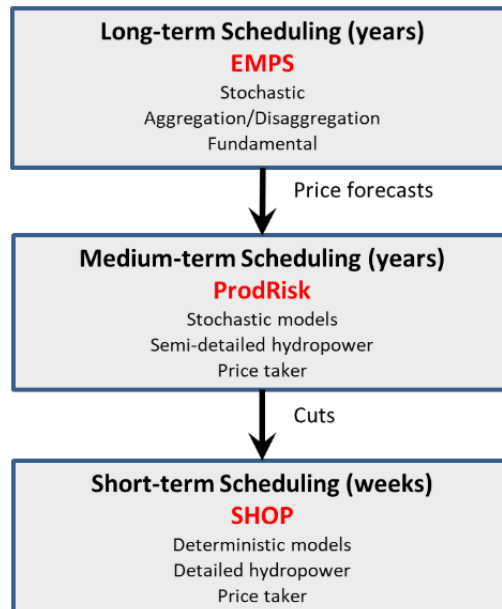 Long-term Scheduling (years)
EMPS
Stochastic
Aggregation/Disaggregation
Fundamental
Price forecasts
Medium-term Scheduling (years)
ProdRisk
Stochastic models
Semi-detailed hydropower
Price taker
Cuts
Short-term Scheduling (weeks)
SHOP
Deterministic models
Detailed hydropower
Price taker